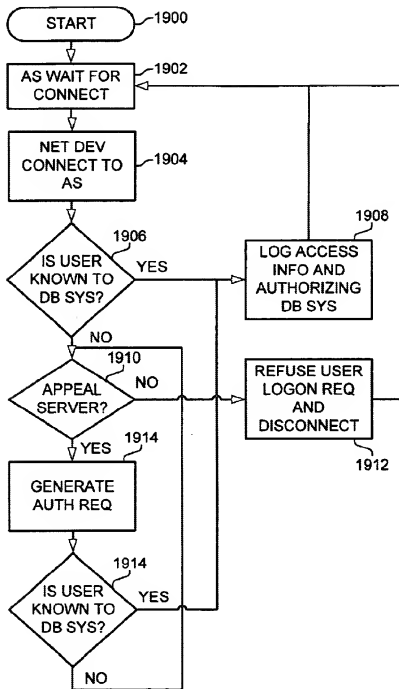 START
1900
AS WAIT FOR
CONNECT
1902
NET DEV
CONNECT TO
AS
1904
IS USER
KNOWN TO
DB SYS?
1906
YES
NO
LOG ACCESS
INFO AND
AUTHORIZING
DB SYS
1908
APPEAL
SERVER?
1910
NO
YES
REFUSE USER
LOGON REQ
AND
DISCONNECT
1912
GENERATE
AUTH REQ
1914
IS USER
KNOWN TO
DB SYS?
1914
YES
NO